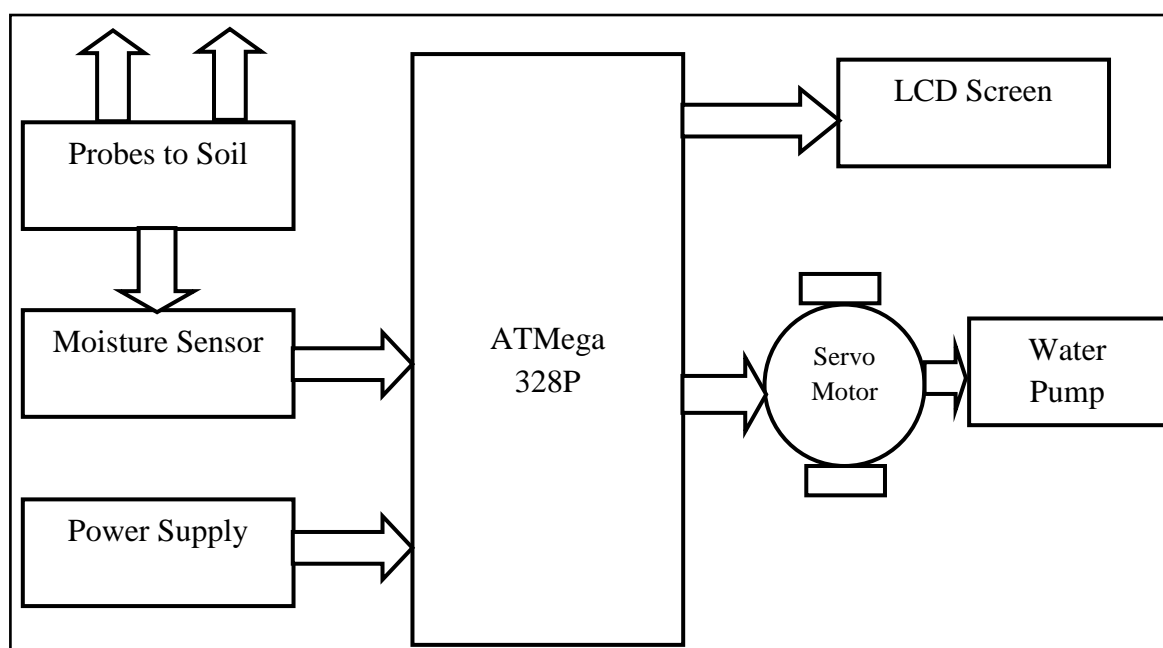 Probes to Soil
LCD Screen
Moisture Sensor
ATMega
328P
Servo
Motor
Water
Pump
Power Supply